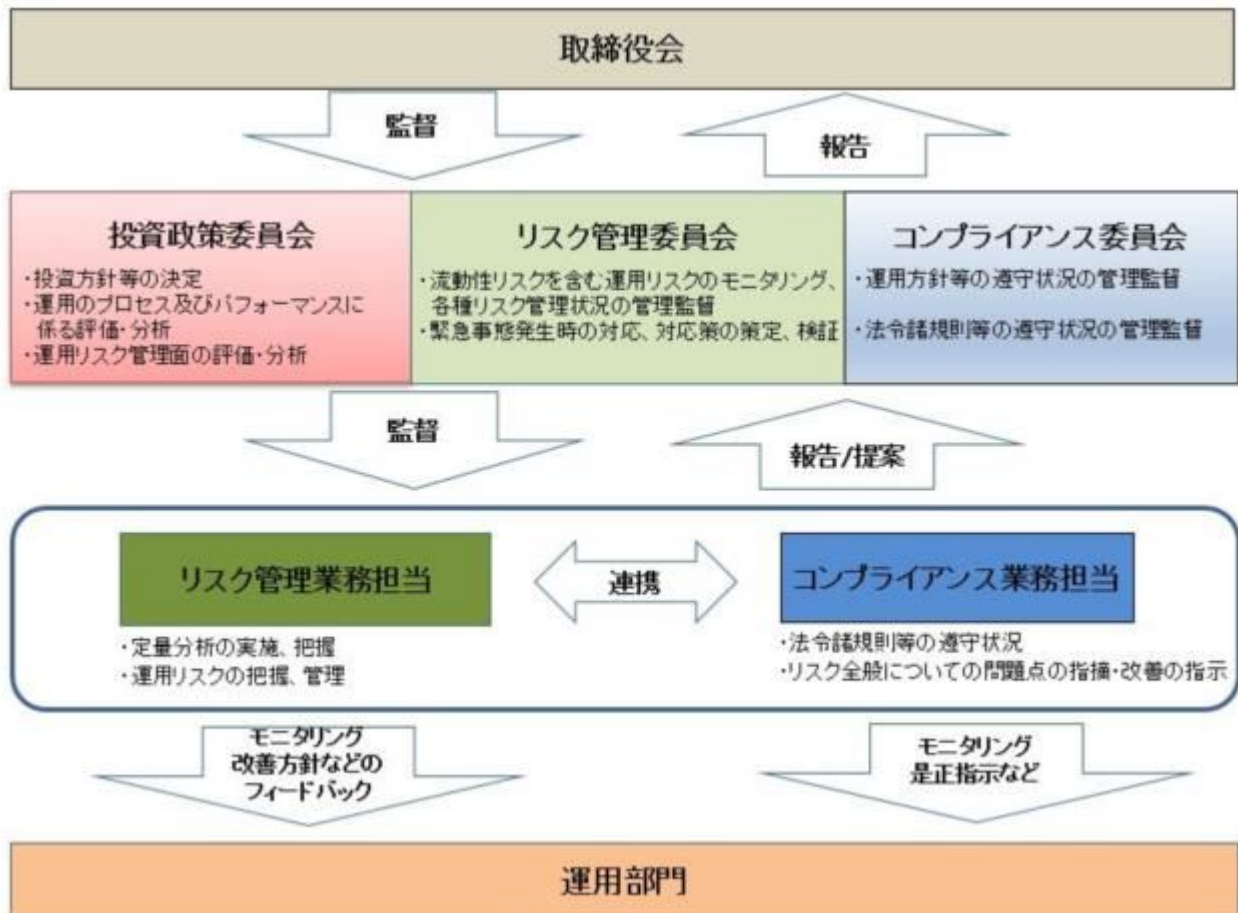 取締役会
監督
報告
投資政策委員会
・投資方針等の決定
・運用のプロセス及びパフォーマンスに
係る評価・分析
・運用リスク管理面の評価・分析
リスク管理委員会
・流動性リスクを含む運用リスクのモニタリング、
各種リスク管理状況の管理監督
・緊急事態発生時の対応、対応策の策定、検証
コンプライアンス委員会
・運用方針等の遵守状況の管理監督
・法令諸規則等の遵守状況の管理監督
監督
報告/提案
リスク管理業務担当
・定量分析の実施、把握
・運用リスクの把握、管理
連携
コンプライアンス業務担当
・法令諸規則等の遵守状況
・リスク全般についての問題点の指摘・改善の指示
モニタリング
改善方針などの
フィードバック
モニタリング
是正指示など
運用部門